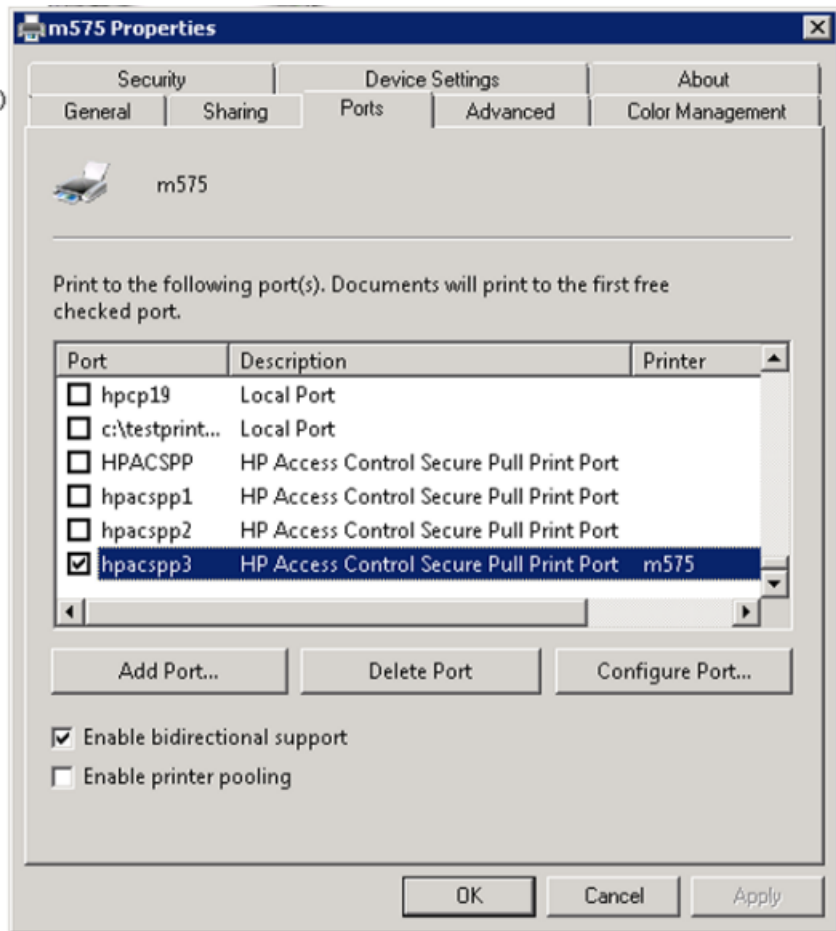 m575 Properties
Security Device Settings About
General Sharing Ports Advanced Color Management
m575
Print to the following port(s). Documents will print to the first free
checked port.
Port Description Printer
hpcp19 Local Port
c:\testprint... Local Port
HPACSPP HP Access Control Secure Pull Print Port
hpacspp1 HP Access Control Secure Pull Print Port
hpacspp2 HP Access Control Secure Pull Print Port
hpacspp3 HP Access Control Secure Pull Print Port m575
Add Port... Delete Port Configure Port...
Enable bidirectional support
Enable printer pooling
OK Cancel Apply